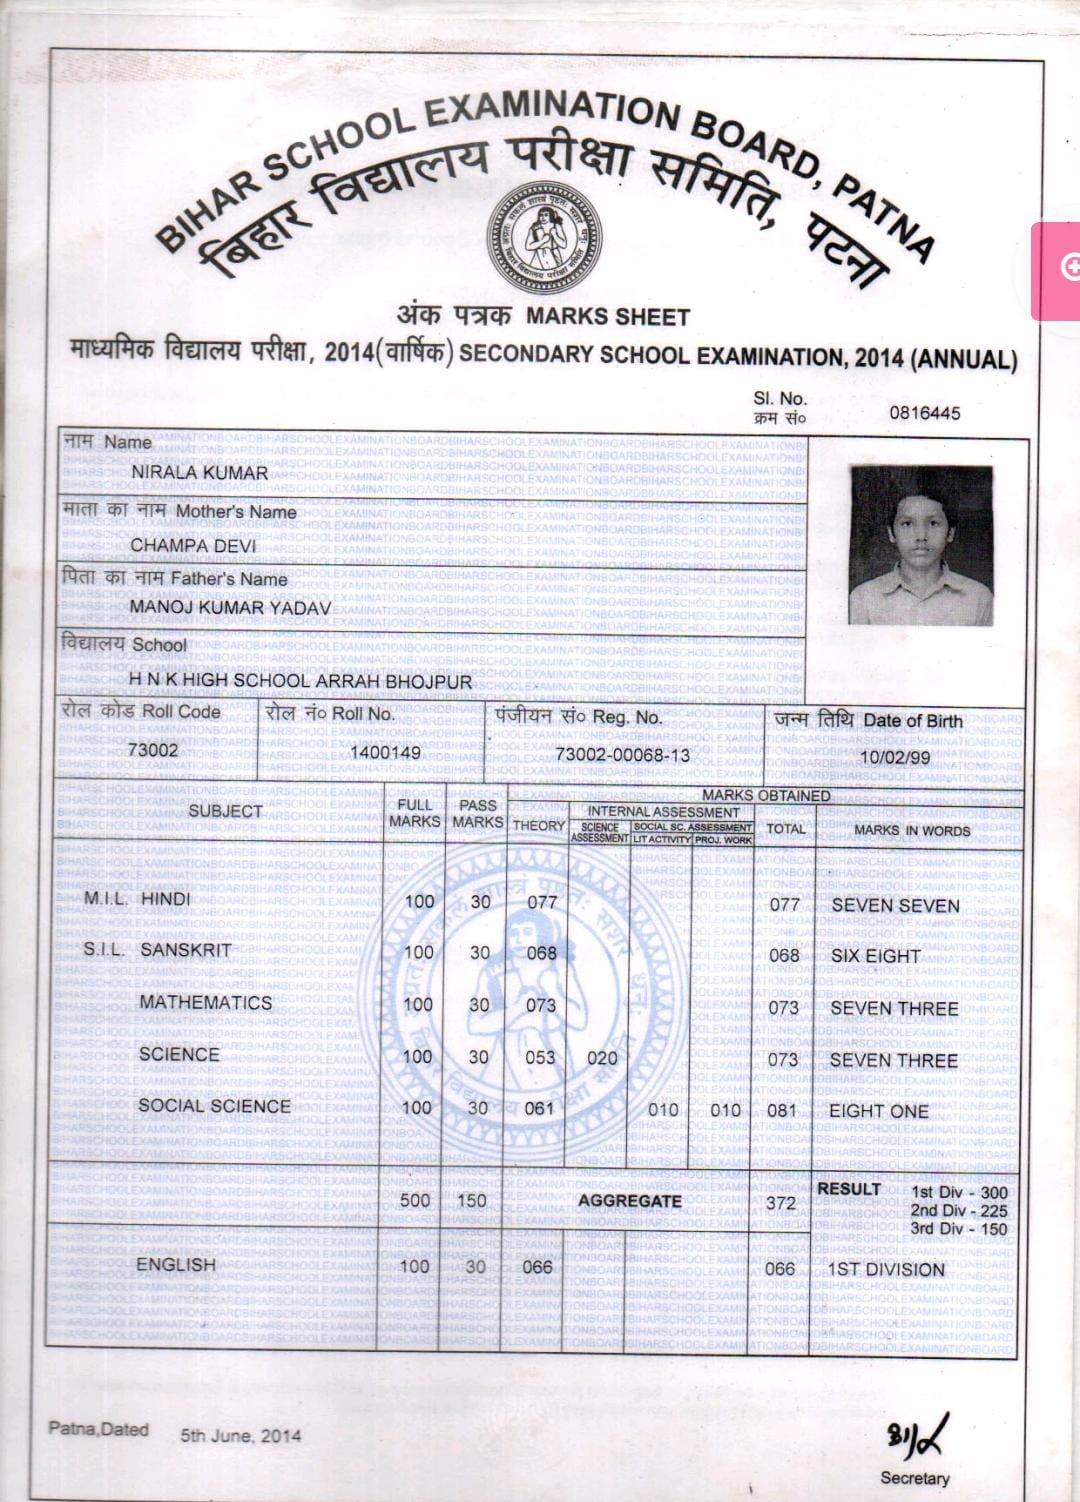 BIHAR SCHOOL EXAMINATION BOARD, PATNA
बिहार विद्यालय परीक्षा समिति, पटना
अंक पत्रक MARKS SHEET
माध्यमिक विद्यालय परीक्षा, 2014(वार्षिक) SECONDARY SCHOOL EXAMINATION, 2014 (ANNUAL)
Sl. No.
क्रम सं० 0816445
नाम Name
NIRALA KUMAR
माता का नाम Mother's Name
CHAMPA DEVI
पिता का नाम Father's Name
MANOJ KUMAR YADAV
विद्यालय School
H N K HIGH SCHOOL ARRAH BHOJPUR
रोल कोड Roll Code रोल नं० Roll No. पंजीयन सं० Reg. No. जन्म तिथि Date of Birth
73002 1400149 73002-00068-13 10/02/99
SUBJECT FULL MARKS PASS MARKS MARKS OBTAINED
THEORY INTERNAL ASSESSMENT TOTAL MARKS IN WORDS
SCIENCE ASSESSMENT SOCIAL SC. ASSESSMENT
LIT ACTIVITY PROJ. WORK
M.I.L. HINDI 100 30 077 077 SEVEN SEVEN
S.I.L. SANSKRIT 100 30 068 068 SIX EIGHT
MATHEMATICS 100 30 073 073 SEVEN THREE
SCIENCE 100 30 053 020 073 SEVEN THREE
SOCIAL SCIENCE 100 30 061 010 010 081 EIGHT ONE
500 150 AGGREGATE 372 RESULT 1st Div - 300
2nd Div - 225
3rd Div - 150
ENGLISH 100 30 066 066 1ST DIVISION
Patna,Dated 5th June, 2014
Secretary